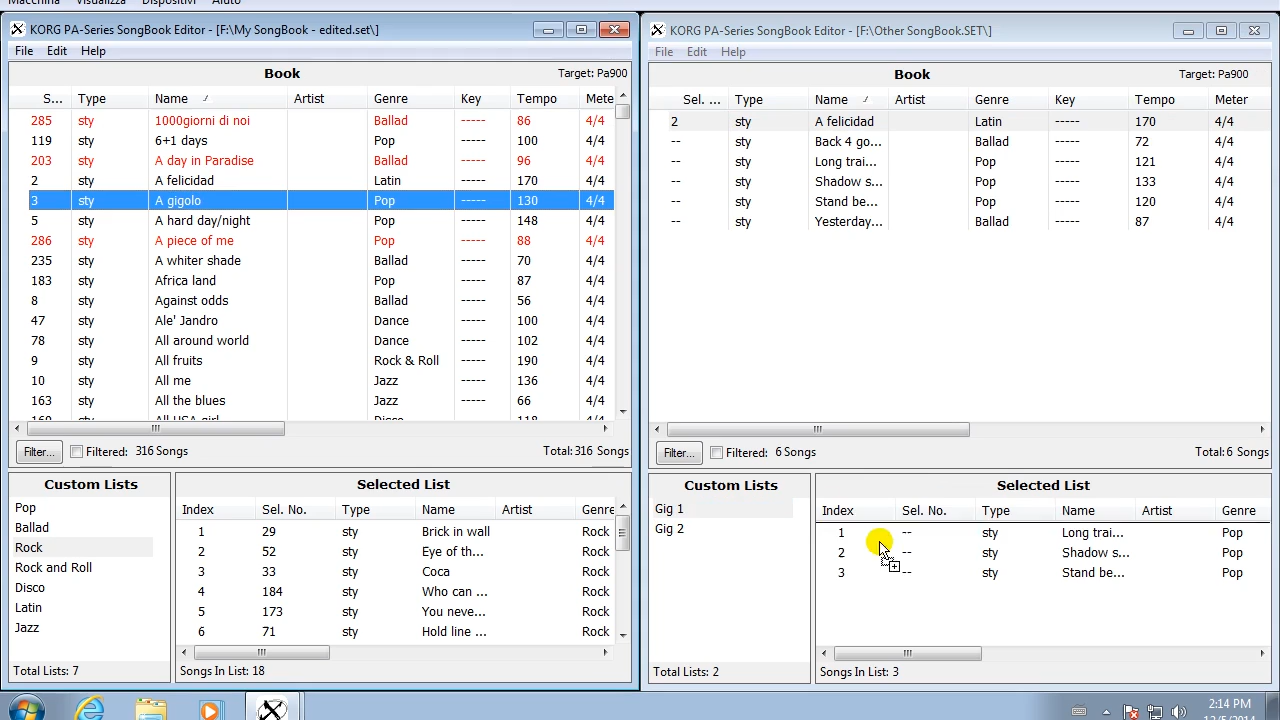 Macchina Visualizza Dispositivi Aiuto
KORG PA-Series SongBook Editor - [F:\My SongBook - edited.set\]
File Edit Help
Book Target: Pa900
S... Type Name Artist Genre Key Tempo Mete
285 sty 1000giorni di noi Ballad ----- 86 4/4
119 sty 6+1 days Pop ----- 100 4/4
203 sty A day in Paradise Ballad ----- 96 4/4
2 sty A felicidad Latin ----- 170 4/4
3 sty A gigolo Pop ----- 130 4/4
5 sty A hard day/night Pop ----- 148 4/4
286 sty A piece of me Pop ----- 88 4/4
235 sty A whiter shade Ballad ----- 70 4/4
183 sty Africa land Pop ----- 87 4/4
8 sty Against odds Ballad ----- 56 4/4
47 sty Ale' Jandro Dance ----- 100 4/4
78 sty All around world Dance ----- 102 4/4
9 sty All fruits Rock & Roll ----- 190 4/4
10 sty All me Jazz ----- 136 4/4
163 sty All the blues Jazz ----- 66 4/4
169 sty All USA girl Disco ----- 118 4/4
Filter... Filtered: 316 Songs Total: 316 Songs
Custom Lists
Pop
Ballad
Rock
Rock and Roll
Disco
Latin
Jazz
Total Lists: 7
Selected List
Index Sel. No. Type Name Artist Genre
1 29 sty Brick in wall Rock
2 52 sty Eye of th... Rock
3 33 sty Coca Rock
4 184 sty Who can ... Rock
5 173 sty You neve... Rock
6 71 sty Hold line ... Rock
Songs In List: 18
KORG PA-Series SongBook Editor - [F:\Other SongBook.SET\]
File Edit Help
Book Target: Pa900
Sel. ... Type Name Artist Genre Key Tempo Meter
2 sty A felicidad Latin ----- 170 4/4
-- sty Back 4 go... Ballad ----- 72 4/4
-- sty Long trai... Pop ----- 121 4/4
-- sty Shadow s... Pop ----- 133 4/4
-- sty Stand be... Pop ----- 120 4/4
-- sty Yesterday... Ballad ----- 87 4/4
Filter... Filtered: 6 Songs Total: 6 Songs
Custom Lists
Gig 1
Gig 2
Total Lists: 2
Selected List
Index Sel. No. Type Name Artist Genre
1 -- sty Long trai... Pop
2 -- sty Shadow s... Pop
3 -- sty Stand be... Pop
Songs In List: 3
2:14 PM
12/5/2014